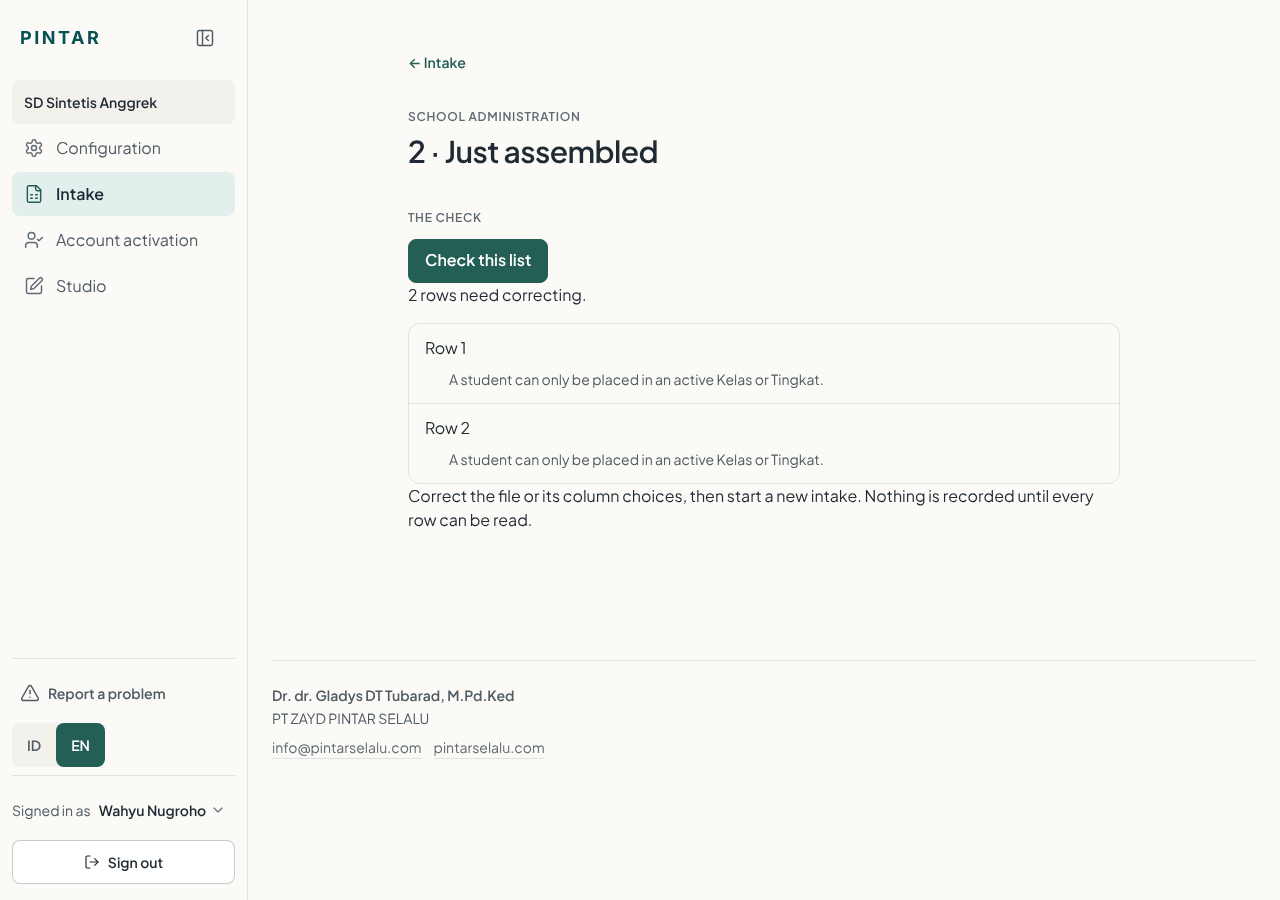 PINTAR
SD Sintetis Anggrek
Configuration
Intake
Account activation
Studio
Report a problem
ID
EN
Signed in as Wahyu Nugroho
Sign out
← Intake
SCHOOL ADMINISTRATION
2 · Just assembled
THE CHECK
Check this list
2 rows need correcting.
Row 1
A student can only be placed in an active Kelas or Tingkat.
Row 2
A student can only be placed in an active Kelas or Tingkat.
Correct the file or its column choices, then start a new intake. Nothing is recorded until every
row can be read.
Dr. dr. Gladys DT Tubarad, M.Pd.Ked
PT ZAYD PINTAR SELALU
info@pintarselalu.com pintarselalu.com